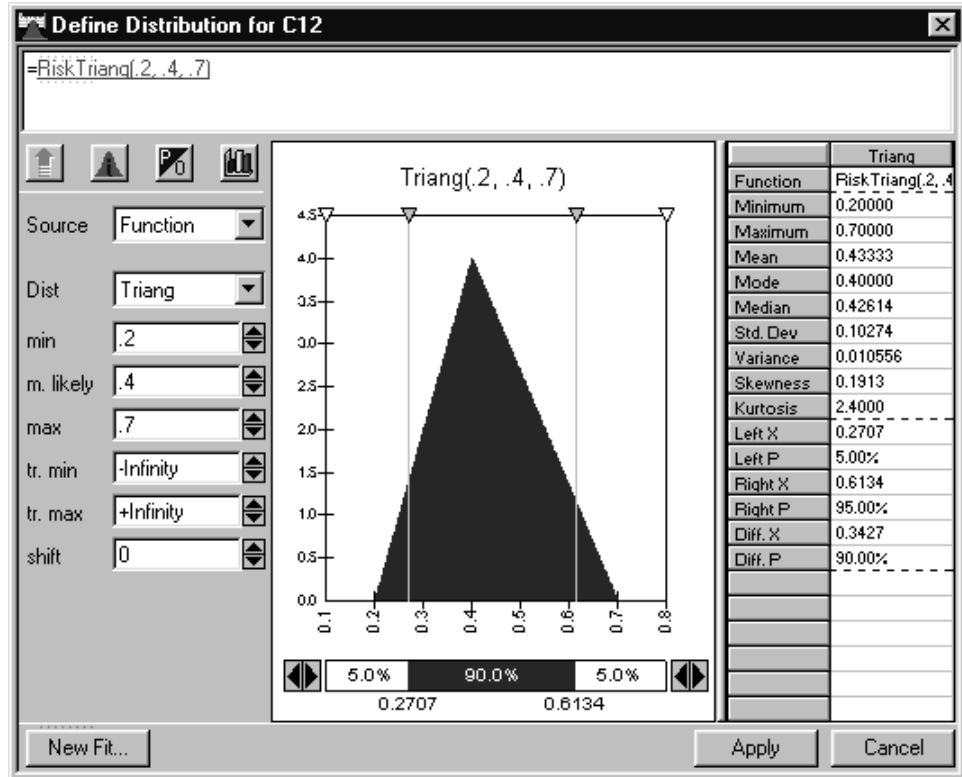 Define Distribution for C12
=RiskTriang(.2, .4, .7)
Source Function
Dist Triang
min .2
m. likely .4
max .7
tr. min -Infinity
tr. max +Infinity
shift 0
Triang(.2, .4, .7)
4.5
4.0
3.5
3.0
2.5
2.0
1.5
1.0
0.5
0.0
0.1 0.2 0.3 0.4 0.5 0.6 0.7 0.8
5.0% 90.0% 5.0%
0.2707 0.6134
Triang
Function RiskTriang(.2, .4
Minimum 0.20000
Maximum 0.70000
Mean 0.43333
Mode 0.40000
Median 0.42614
Std. Dev 0.10274
Variance 0.010556
Skewness 0.1913
Kurtosis 2.4000
Left X 0.2707
Left P 5.00%
Right X 0.6134
Right P 95.00%
Diff. X 0.3427
Diff. P 90.00%
New Fit...
Apply
Cancel